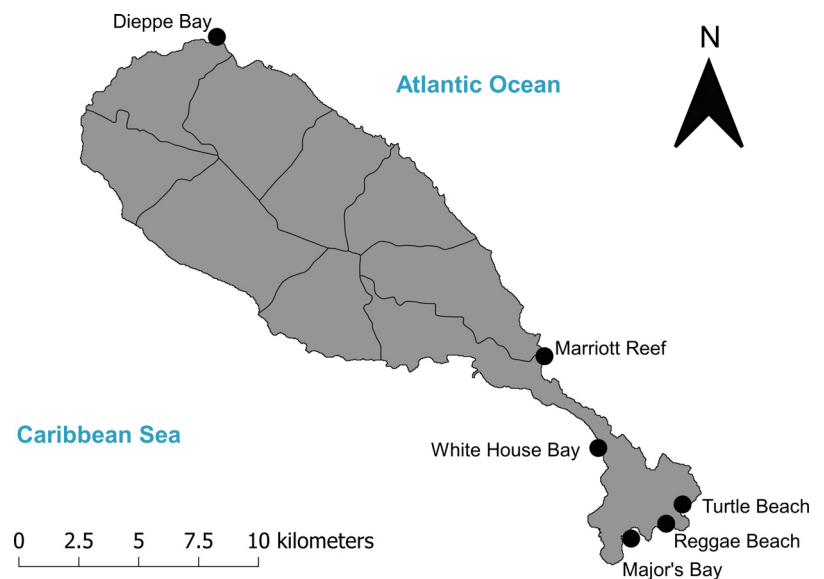 Dieppe Bay
N
Atlantic Ocean
Marriott Reef
Caribbean Sea
White House Bay
Turtle Beach
Reggae Beach
Major's Bay
0 2.5 5 7.5 10 kilometers